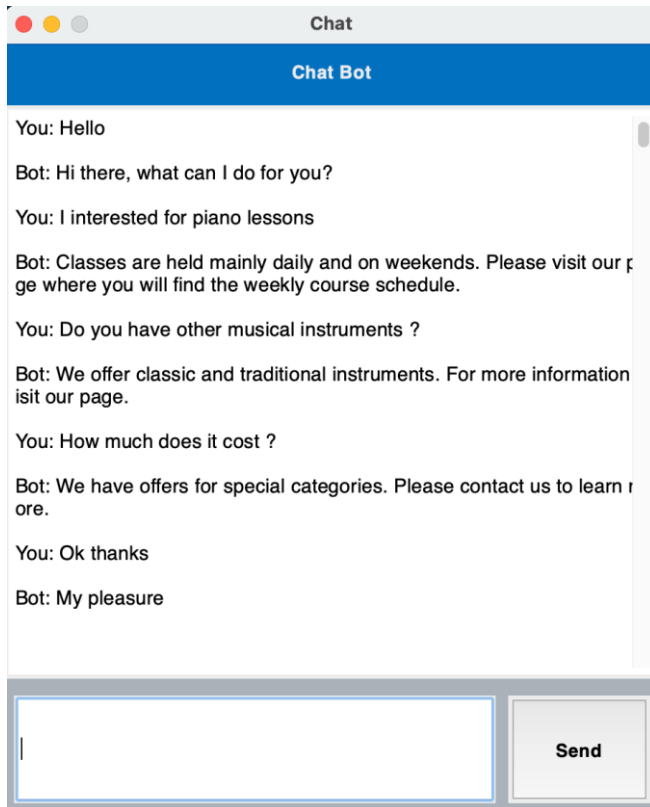 Chat
Chat Bot
You: Hello
Bot: Hi there, what can I do for you?
You: I interested for piano lessons
Bot: Classes are held mainly daily and on weekends. Please visit our p
ge where you will find the weekly course schedule.
You: Do you have other musical instruments ?
Bot: We offer classic and traditional instruments. For more information
isit our page.
You: How much does it cost ?
Bot: We have offers for special categories. Please contact us to learn
ore.
You: Ok thanks
Bot: My pleasure
Send